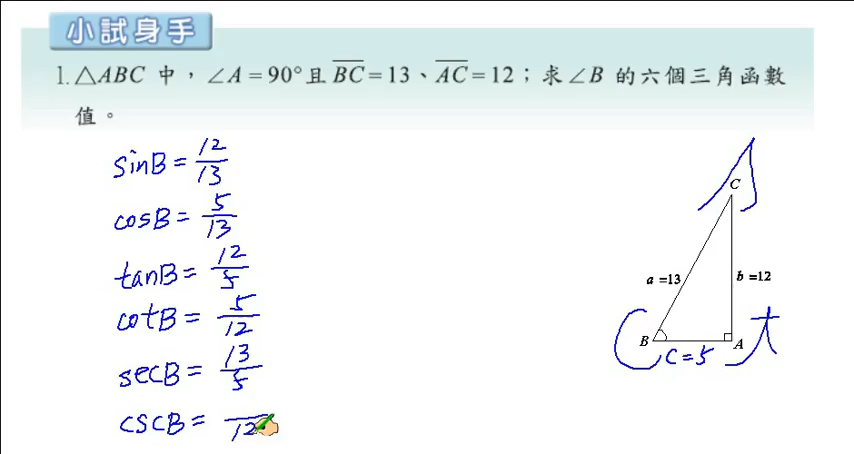 小試身手
1. △ABC 中，∠A = 90° 且 BC̅ = 13、AC̅ = 12；求 ∠B 的六個三角函數
值。
sinB = 12/13
cosB = 5/13
tanB = 12/5
cotB = 5/12
secB = 13/5
cscB = /12
C
a = 13
b = 12
B
A
c = 5